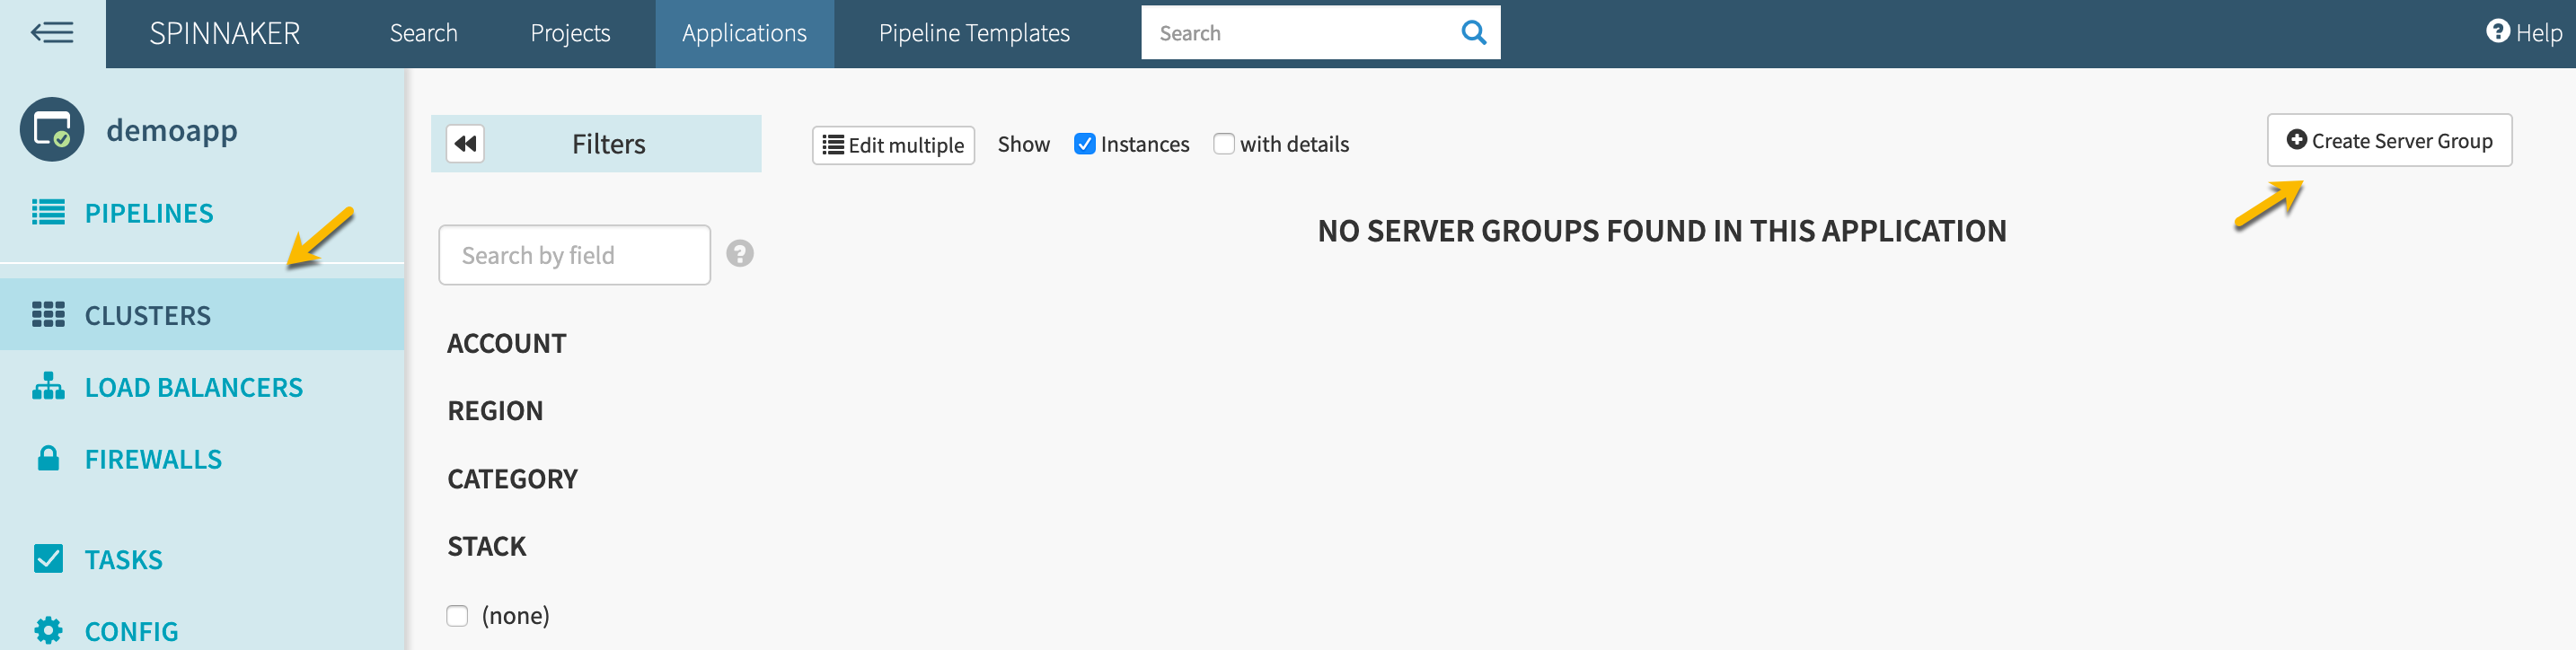 SPINNAKER Search Projects Applications Pipeline Templates Search Help
demoapp
PIPELINES
CLUSTERS
LOAD BALANCERS
FIREWALLS
TASKS
CONFIG
Filters
Search by field
ACCOUNT
REGION
CATEGORY
STACK
(none)
Edit multiple Show Instances with details
Create Server Group
NO SERVER GROUPS FOUND IN THIS APPLICATION